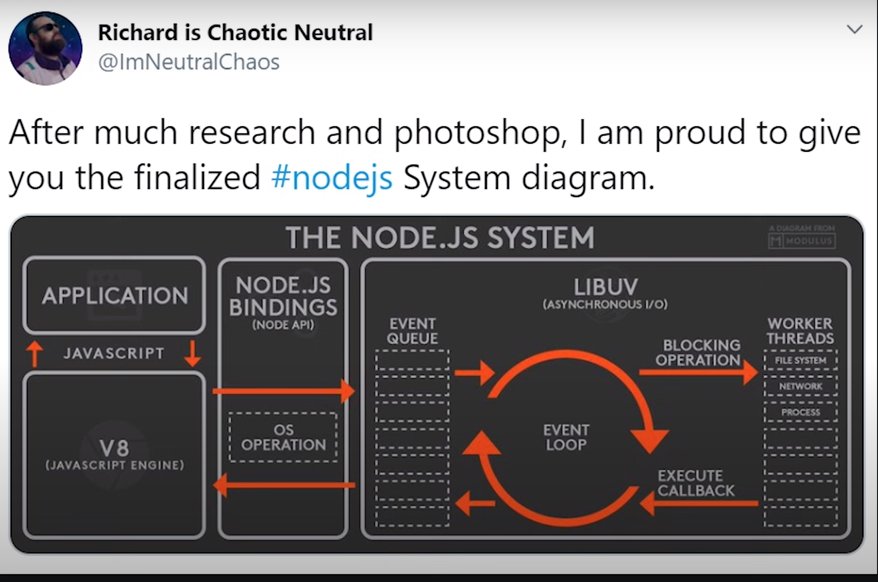 Richard is Chaotic Neutral
@ImNeutralChaos
After much research and photoshop, I am proud to give
you the finalized #nodejs System diagram.
THE NODE.JS SYSTEM
A DIAGRAM FROM
MODULUS
APPLICATION
JAVASCRIPT
V8
(JAVASCRIPT ENGINE)
NODE.JS
BINDINGS
(NODE API)
OS
OPERATION
LIBUV
(ASYNCHRONOUS I/O)
EVENT
QUEUE
EVENT
LOOP
BLOCKING
OPERATION
EXECUTE
CALLBACK
WORKER
THREADS
FILE SYSTEM
NETWORK
PROCESS